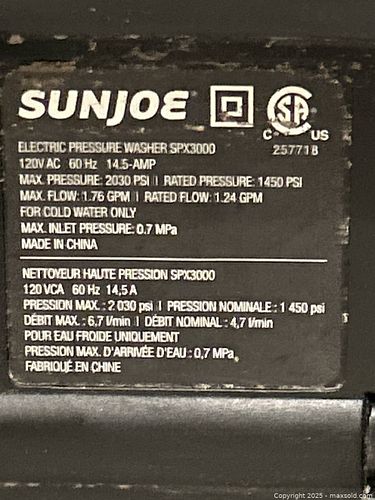 SUNJOE
SA
C US
257718
ELECTRIC PRESSURE WASHER SPX3000
120V AC 60 Hz 14.5-AMP
MAX. PRESSURE: 2030 PSI | RATED PRESSURE: 1450 PSI
MAX. FLOW: 1.76 GPM | RATED FLOW: 1.24 GPM
FOR COLD WATER ONLY
MAX. INLET PRESSURE: 0.7 MPa
MADE IN CHINA
NETTOYEUR HAUTE PRESSION SPX3000
120 VCA 60 Hz 14,5 A
PRESSION MAX. : 2 030 psi | PRESSION NOMINALE : 1 450 psi
DÉBIT MAX. : 6,7 l/min | DÉBIT NOMINAL : 4,7 l/min
POUR EAU FROIDE UNIQUEMENT
PRESSION MAX. D'ARRIVÉE D'EAU : 0,7 MPa
FABRIQUÉ EN CHINE
Copyright 2025 - maxsold.com